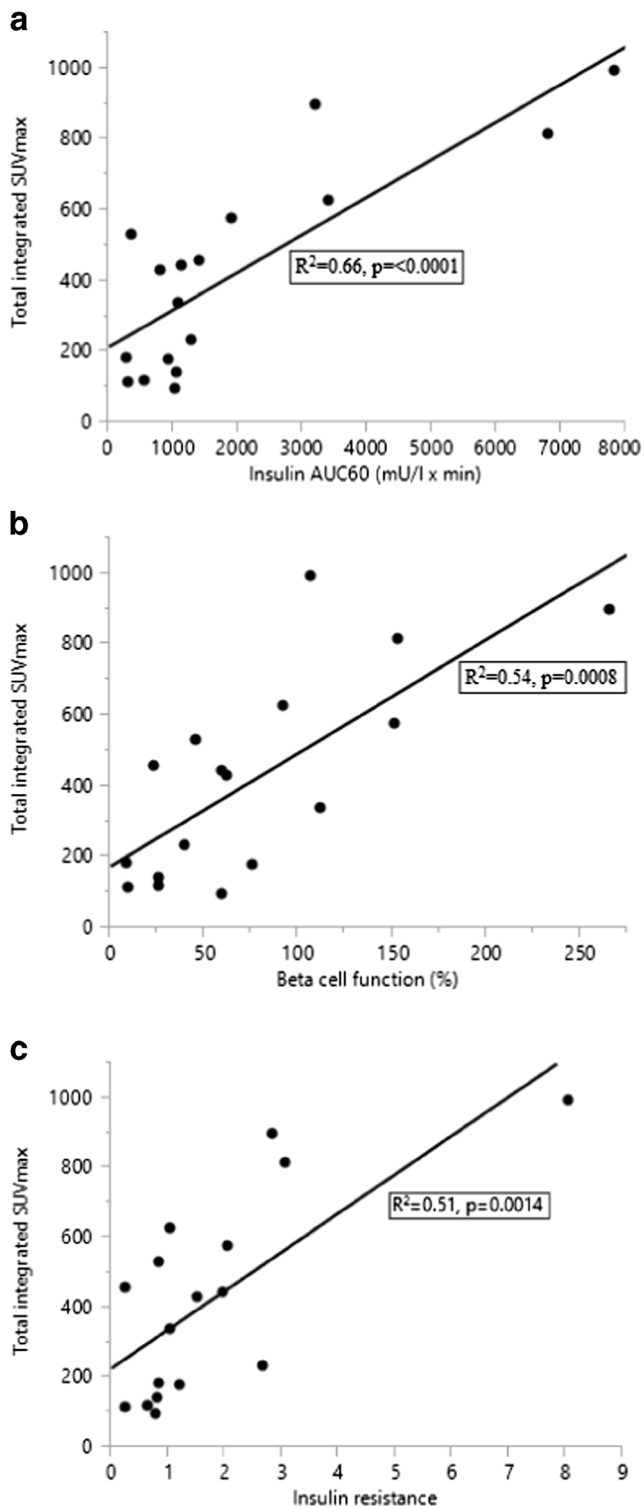 a
Total integrated SUVmax
1000
800
600
400
200
0
R²=0.66, p=<0.0001
0 1000 2000 3000 4000 5000 6000 7000 8000
Insulin AUC60 (mU/l x min)
b
Total integrated SUVmax
1000
800
600
400
200
0
R²=0.54, p=0.0008
0 50 100 150 200 250
Beta cell function (%)
c
Total integrated SUVmax
1000
800
600
400
200
0
R²=0.51, p=0.0014
0 1 2 3 4 5 6 7 8 9
Insulin resistance